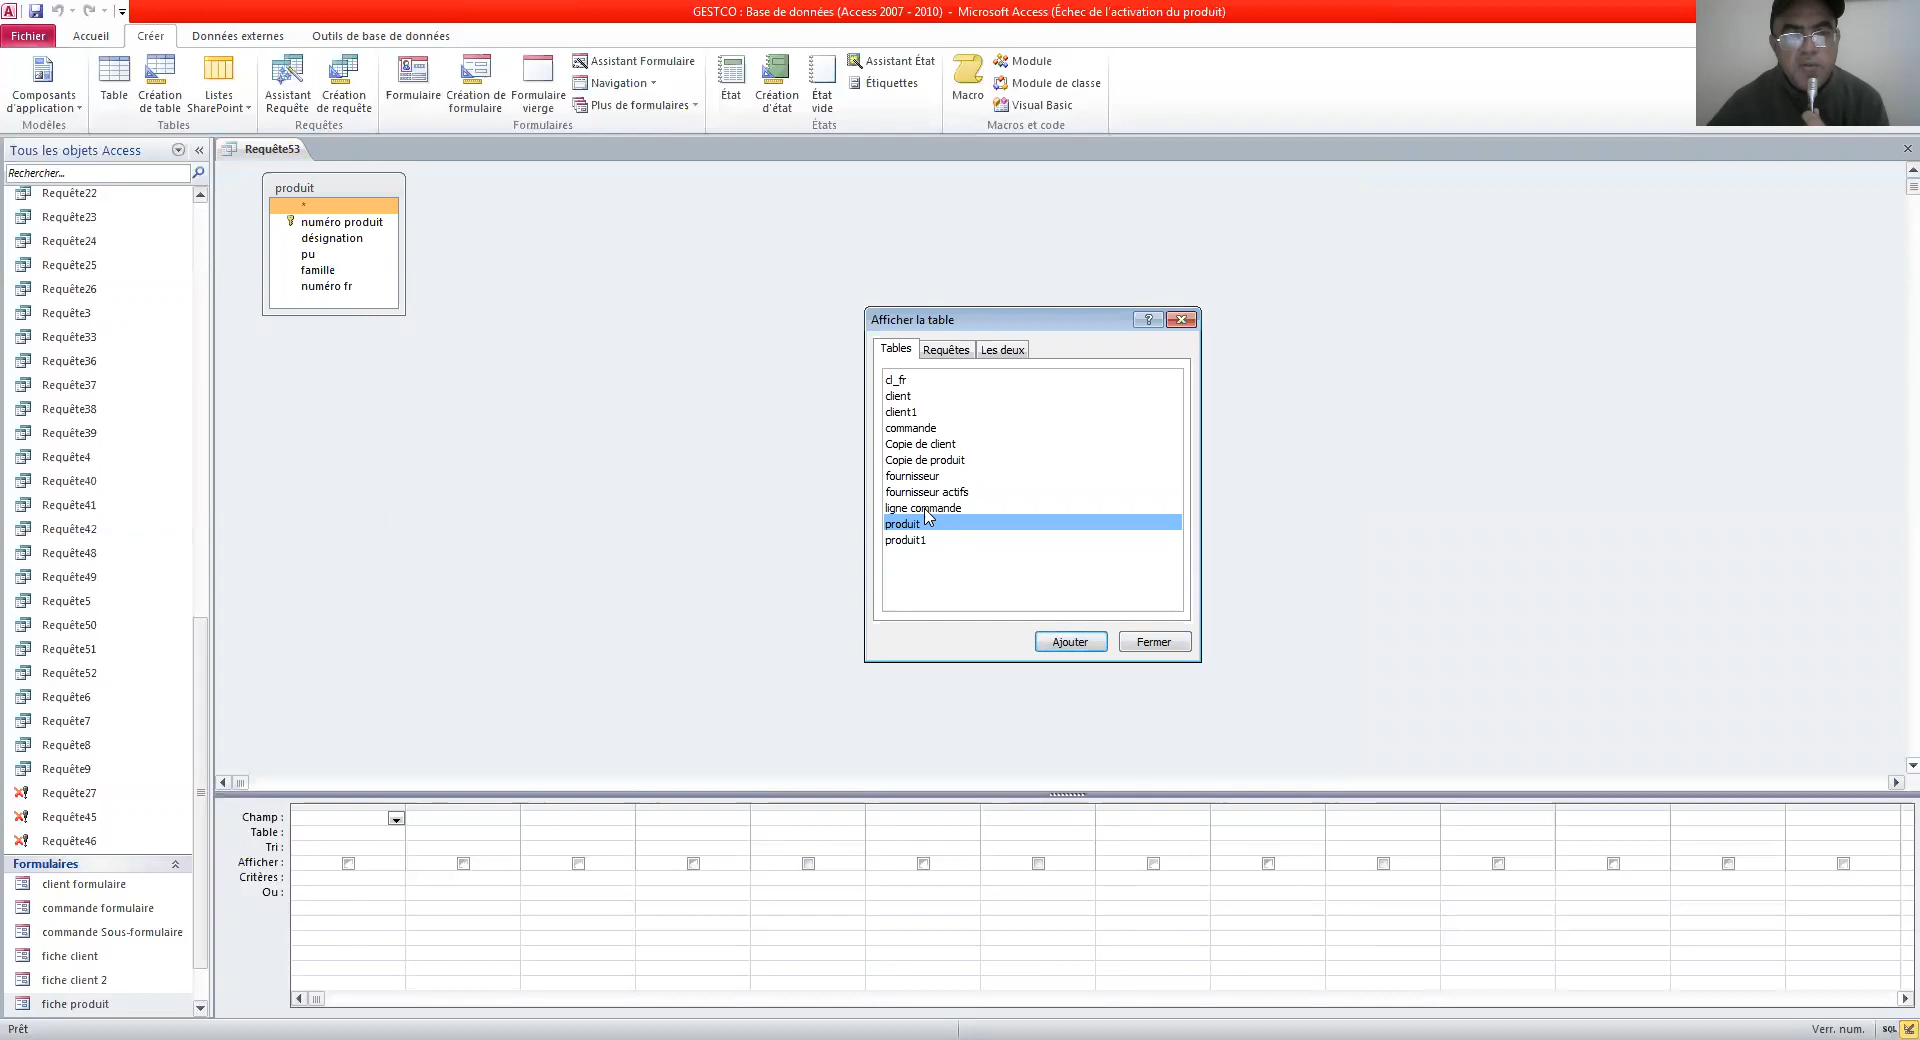 GESTCO : Base de données (Access 2007 - 2010) - Microsoft Access (Échec de l'activation du produit)
Fichier Accueil Créer Données externes Outils de base de données
Composants d'application
Modèles
Table
Création de table
Listes SharePoint
Tables
Assistant Requête
Création de requête
Requêtes
Formulaire
Création de formulaire
Formulaire vierge
Assistant Formulaire
Navigation
Plus de formulaires
Formulaires
État
Création d'état
État vide
Assistant État
Étiquettes
États
Macro
Module
Module de classe
Visual Basic
Macros et code
Tous les objets Access
Rechercher...
Requête22
Requête23
Requête24
Requête25
Requête26
Requête3
Requête33
Requête36
Requête37
Requête38
Requête39
Requête4
Requête40
Requête41
Requête42
Requête48
Requête49
Requête5
Requête50
Requête51
Requête52
Requête6
Requête7
Requête8
Requête9
Requête27
Requête45
Requête46
Formulaires
client formulaire
commande formulaire
commande Sous-formulaire
fiche client
fiche client 2
fiche produit
Requête53
produit
*
numéro produit
désignation
pu
famille
numéro fr
Afficher la table
Tables Requêtes Les deux
cl_fr
client
client1
commande
Copie de client
Copie de produit
fournisseur
fournisseur actifs
ligne commande
produit
produit1
Ajouter Fermer
Champ :
Table :
Tri :
Afficher :
Critères :
Ou :
Prêt
Verr. num. SQL